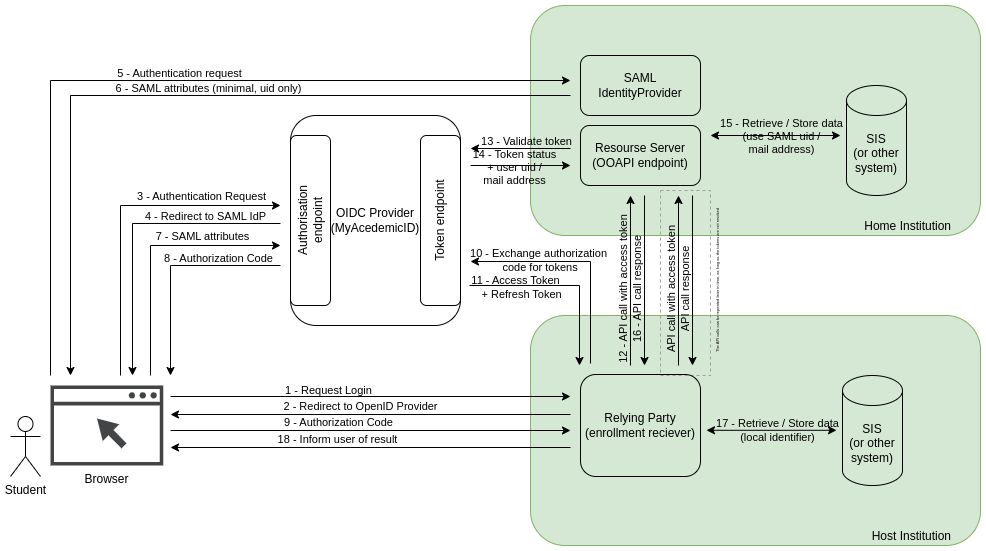 5 - Authentication request
6 - SAML attributes (minimal, uid only)
SAML
IdentityProvider
13 - Validate token
14 - Token status
+ user uid /
mail address
Resourse Server
(OOAPI endpoint)
15 - Retrieve / Store data
(use SAML uid /
mail address)
SIS
(or other
system)
Home Institution
3 - Authentication Request
4 - Redirect to SAML IdP
7 - SAML attributes
8 - Authorization Code
Authorisation
endpoint
OIDC Provider
(MyAcedemicID)
Token endpoint
10 - Exchange authorization
code for tokens
11 - Access Token
+ Refresh Token
12 - API call with access token
16 - API call response
API call with access token
API call response
1 - Request Login
2 - Redirect to OpenID Provider
9 - Authorization Code
18 - Inform user of result
Relying Party
(enrollment reciever)
17 - Retrieve / Store data
(local identifier)
SIS
(or other
system)
Host Institution
Student
Browser